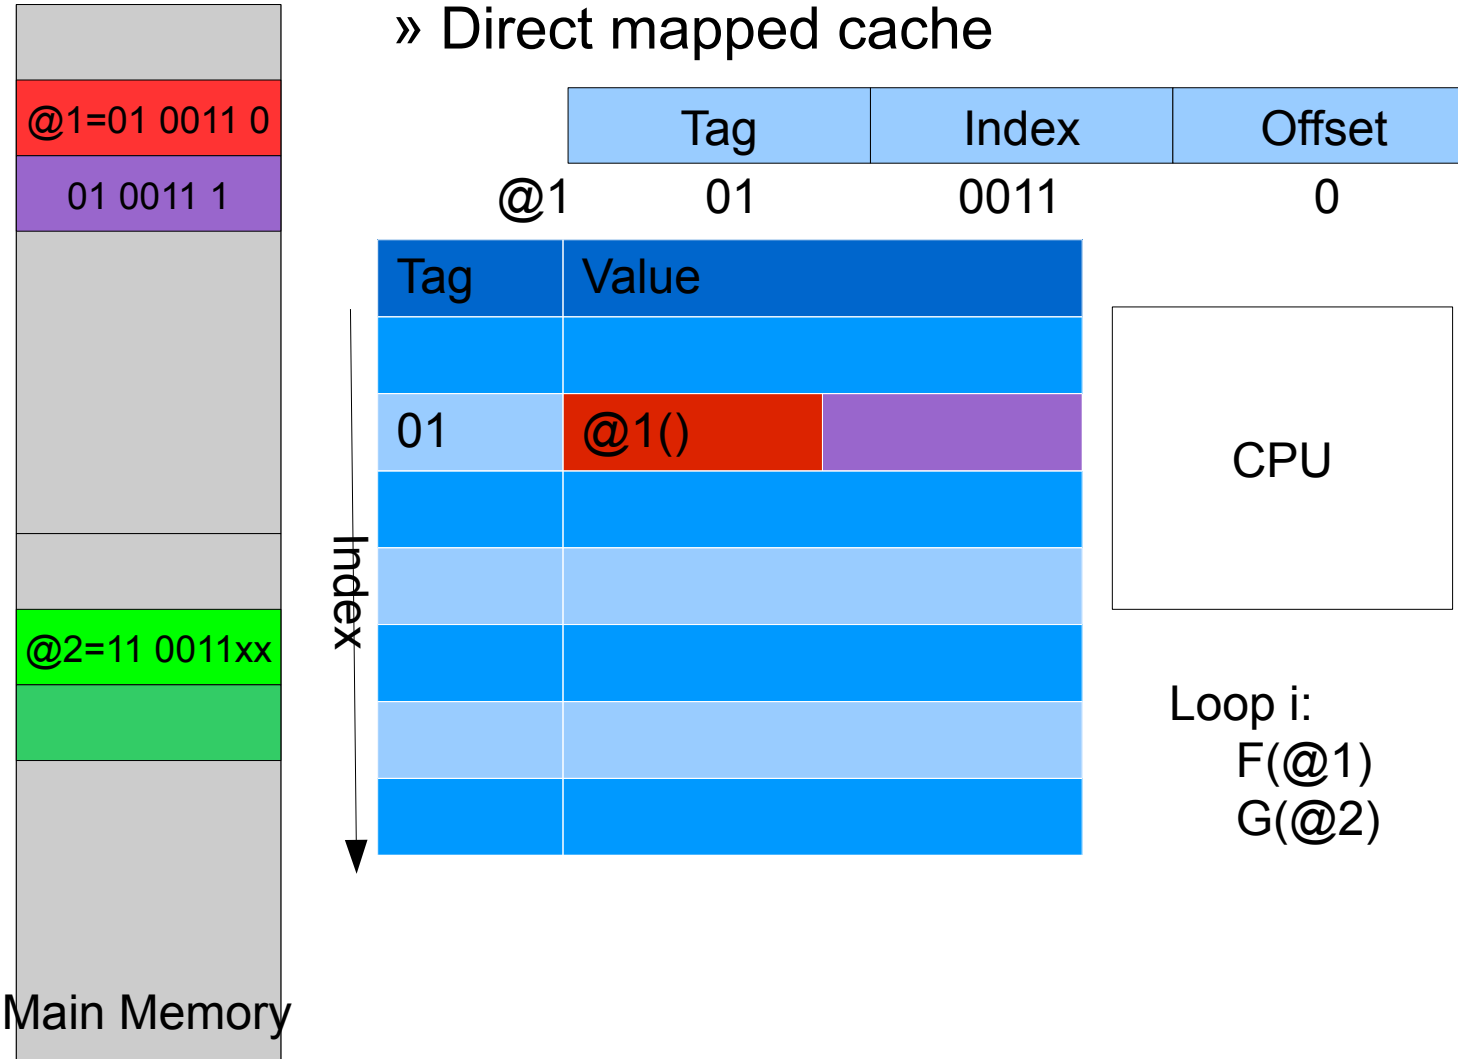 » Direct mapped cache
@1=01 0011 0
01 0011 1
@2=11 0011xx
Main Memory
Tag Index Offset
@1 01 0011 0
Tag Value
01 @1()
Index
CPU
Loop i:
F(@1)
G(@2)